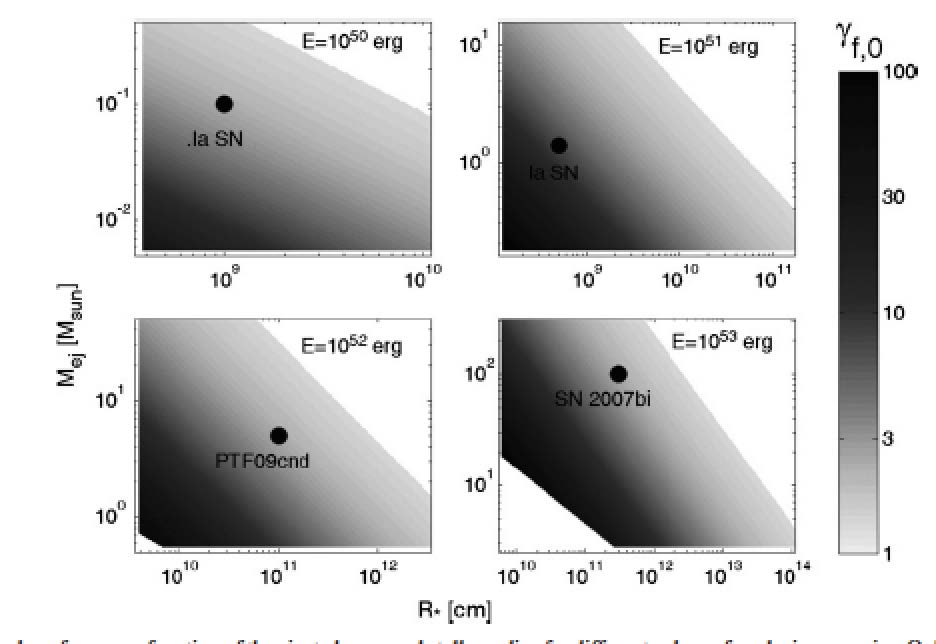 E=10^50 erg
10^-1
.Ia SN
10^-2
10^9
10^10
E=10^51 erg
10^1
10^0
Ia SN
10^9
10^10
10^11
γf,0
100
30
10
3
1
Mej [Msun]
E=10^52 erg
10^1
PTF09cnd
10^0
10^10
10^11
10^12
E=10^53 erg
10^2
SN 2007bi
10^1
10^10
10^11
10^12
10^13
10^14
R* [cm]